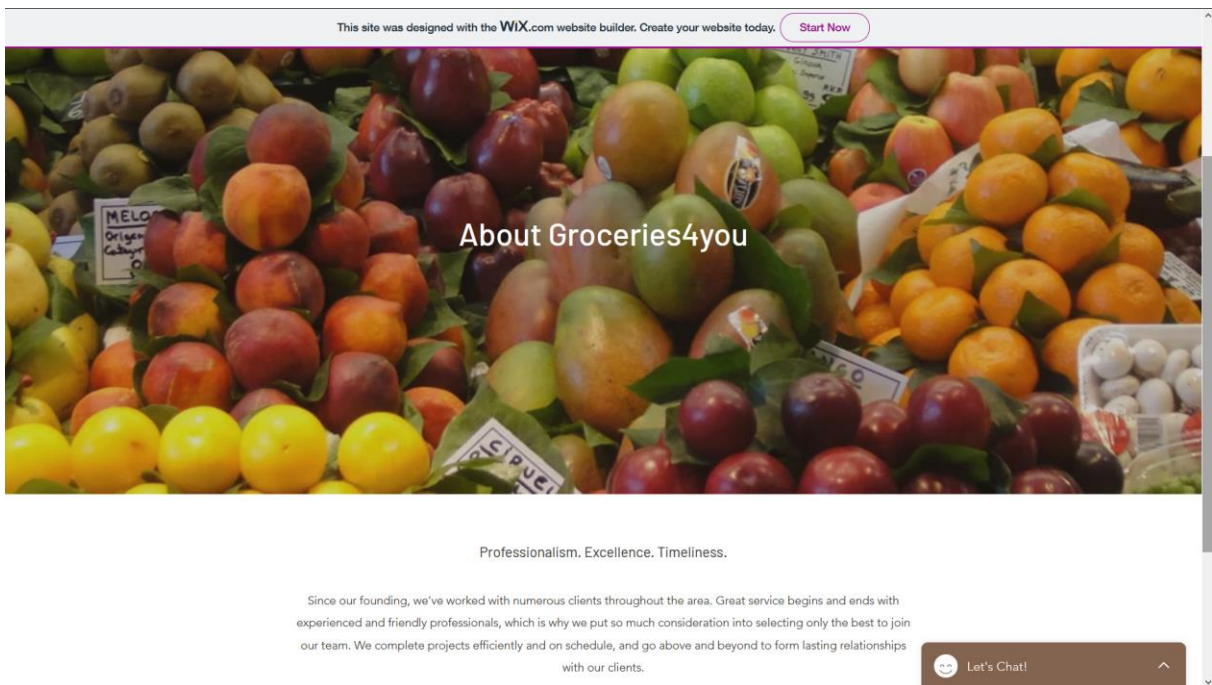 This site was designed with the WiX.com website builder. Create your website today. Start Now
SMITH
About Groceries4you
MELO
Origen
CIRUEL
Professionalism. Excellence. Timeliness.
Since our founding, we've worked with numerous clients throughout the area. Great service begins and ends with
experienced and friendly professionals, which is why we put so much consideration into selecting only the best to join
our team. We complete projects efficiently and on schedule, and go above and beyond to form lasting relationships
with our clients.
Let's Chat!